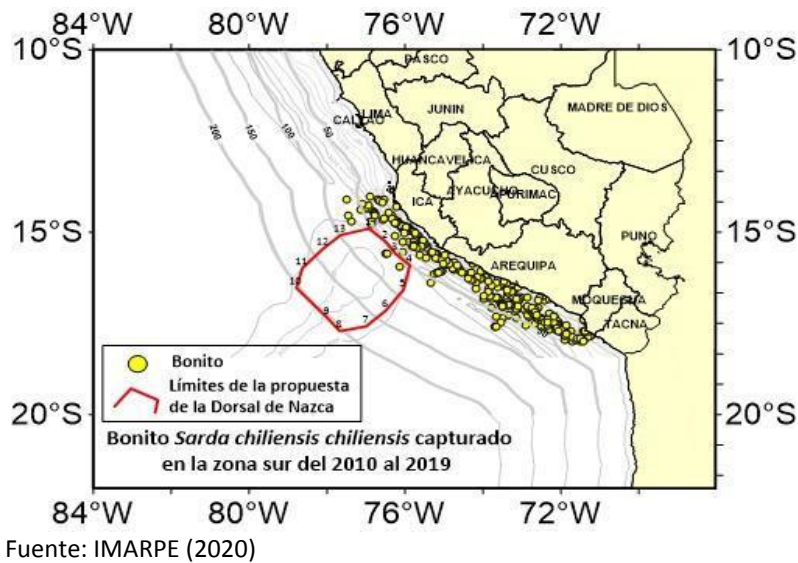 84°W 80°W 76°W 72°W
10°S 10°S
PASCO
LIMA JUNIN MADRE DE DIOS
CALLAO
HUANCAVELICA CUSCO
AYACUCHO APURIMAC
ICA
PUNO
AREQUIPA
MOQUEGUA
TACNA
200 150 100 50
15°S 15°S
13 1
12 2
11 4
10 5
9 6
8 7
20°S 20°S
Bonito
Límites de la propuesta
de la Dorsal de Nazca
Bonito Sarda chiliensis chiliensis capturado
en la zona sur del 2010 al 2019
84°W 80°W 76°W 72°W
Fuente: IMARPE (2020)